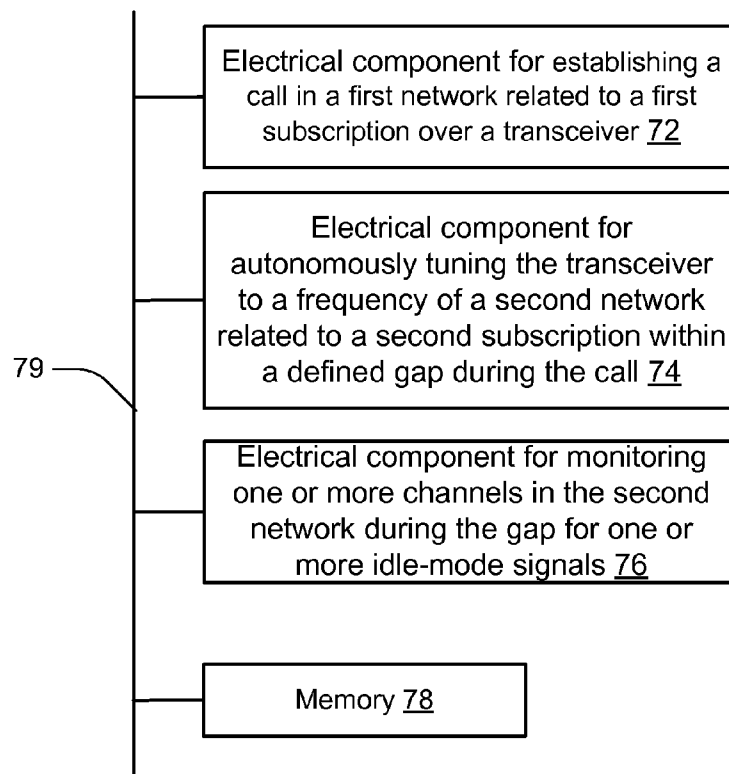 Electrical component for establishing a
call in a first network related to a first
subscription over a transceiver 72
Electrical component for
autonomously tuning the transceiver
to a frequency of a second network
related to a second subscription within
a defined gap during the call 74
79
Electrical component for monitoring
one or more channels in the second
network during the gap for one or
more idle-mode signals 76
Memory 78